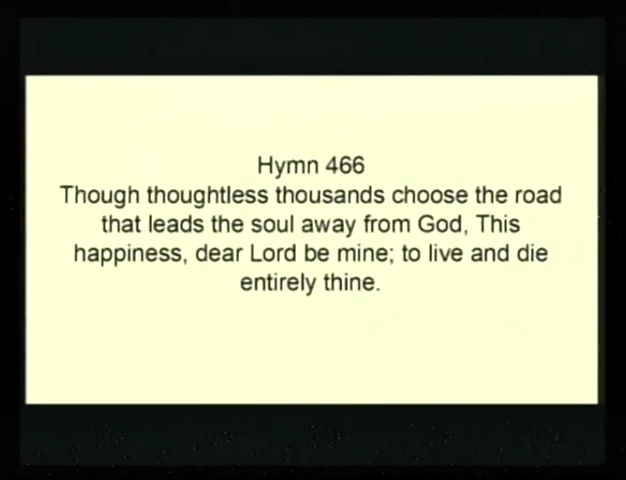 Hymn 466
Though thoughtless thousands choose the road
that leads the soul away from God, This
happiness, dear Lord be mine; to live and die
entirely thine.